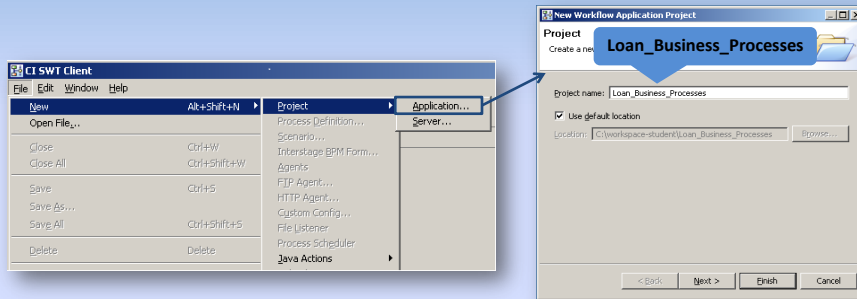 CI SWT Client
File Edit Window Help
New Alt+Shift+N
Open File...
Close Ctrl+W
Close All Ctrl+Shift+W
Save Ctrl+S
Save As...
Save All Ctrl+Shift+S
Delete Delete
Project
Process Definition...
Scenario...
Interstage BPM Form...
Agents
FTP Agent...
HTTP Agent...
Custom Config...
File Listener
Process Scheduler
Java Actions
Application...
Server...
New Workflow Application Project
Project
Create a new
Loan_Business_Processes
Project name: Loan_Business_Processes
Use default location
Location: C:\workspace-student\Loan_Business_Processes Browse...
< Back Next > Finish Cancel